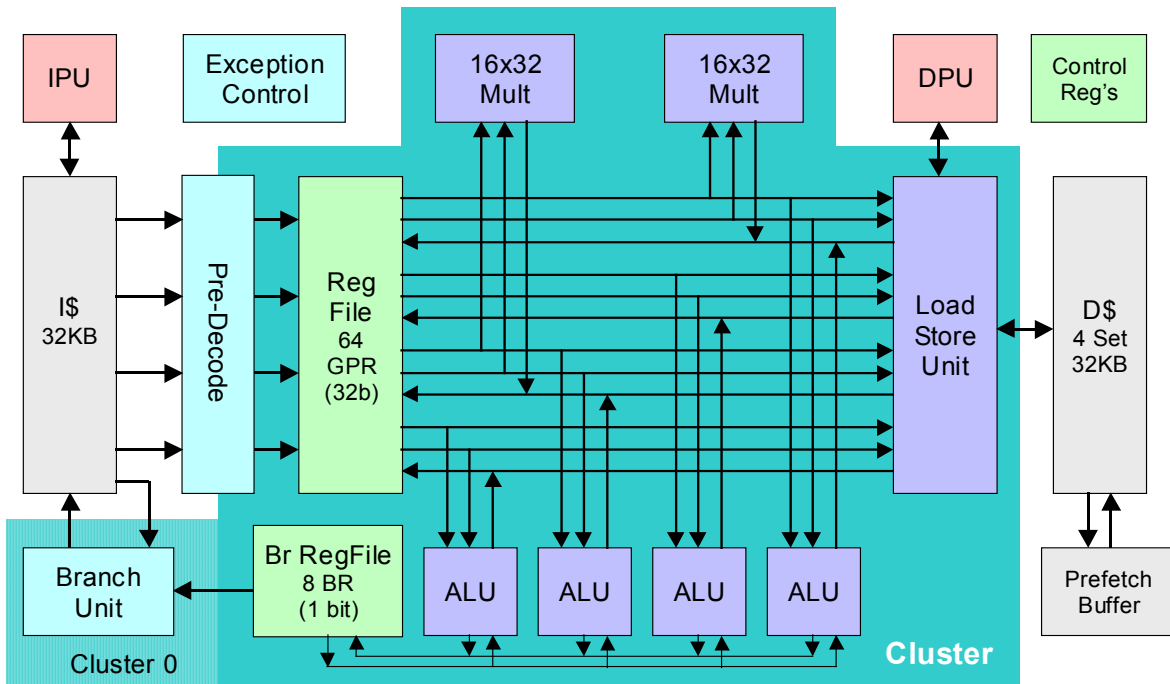 IPU
Exception
Control
16x32
Mult
16x32
Mult
DPU
Control
Reg's
I$
32KB
Pre-Decode
Reg
File
64
GPR
(32b)
Load
Store
Unit
D$
4 Set
32KB
Branch
Unit
Br RegFile
8 BR
(1 bit)
ALU
ALU
ALU
ALU
Prefetch
Buffer
Cluster 0
Cluster